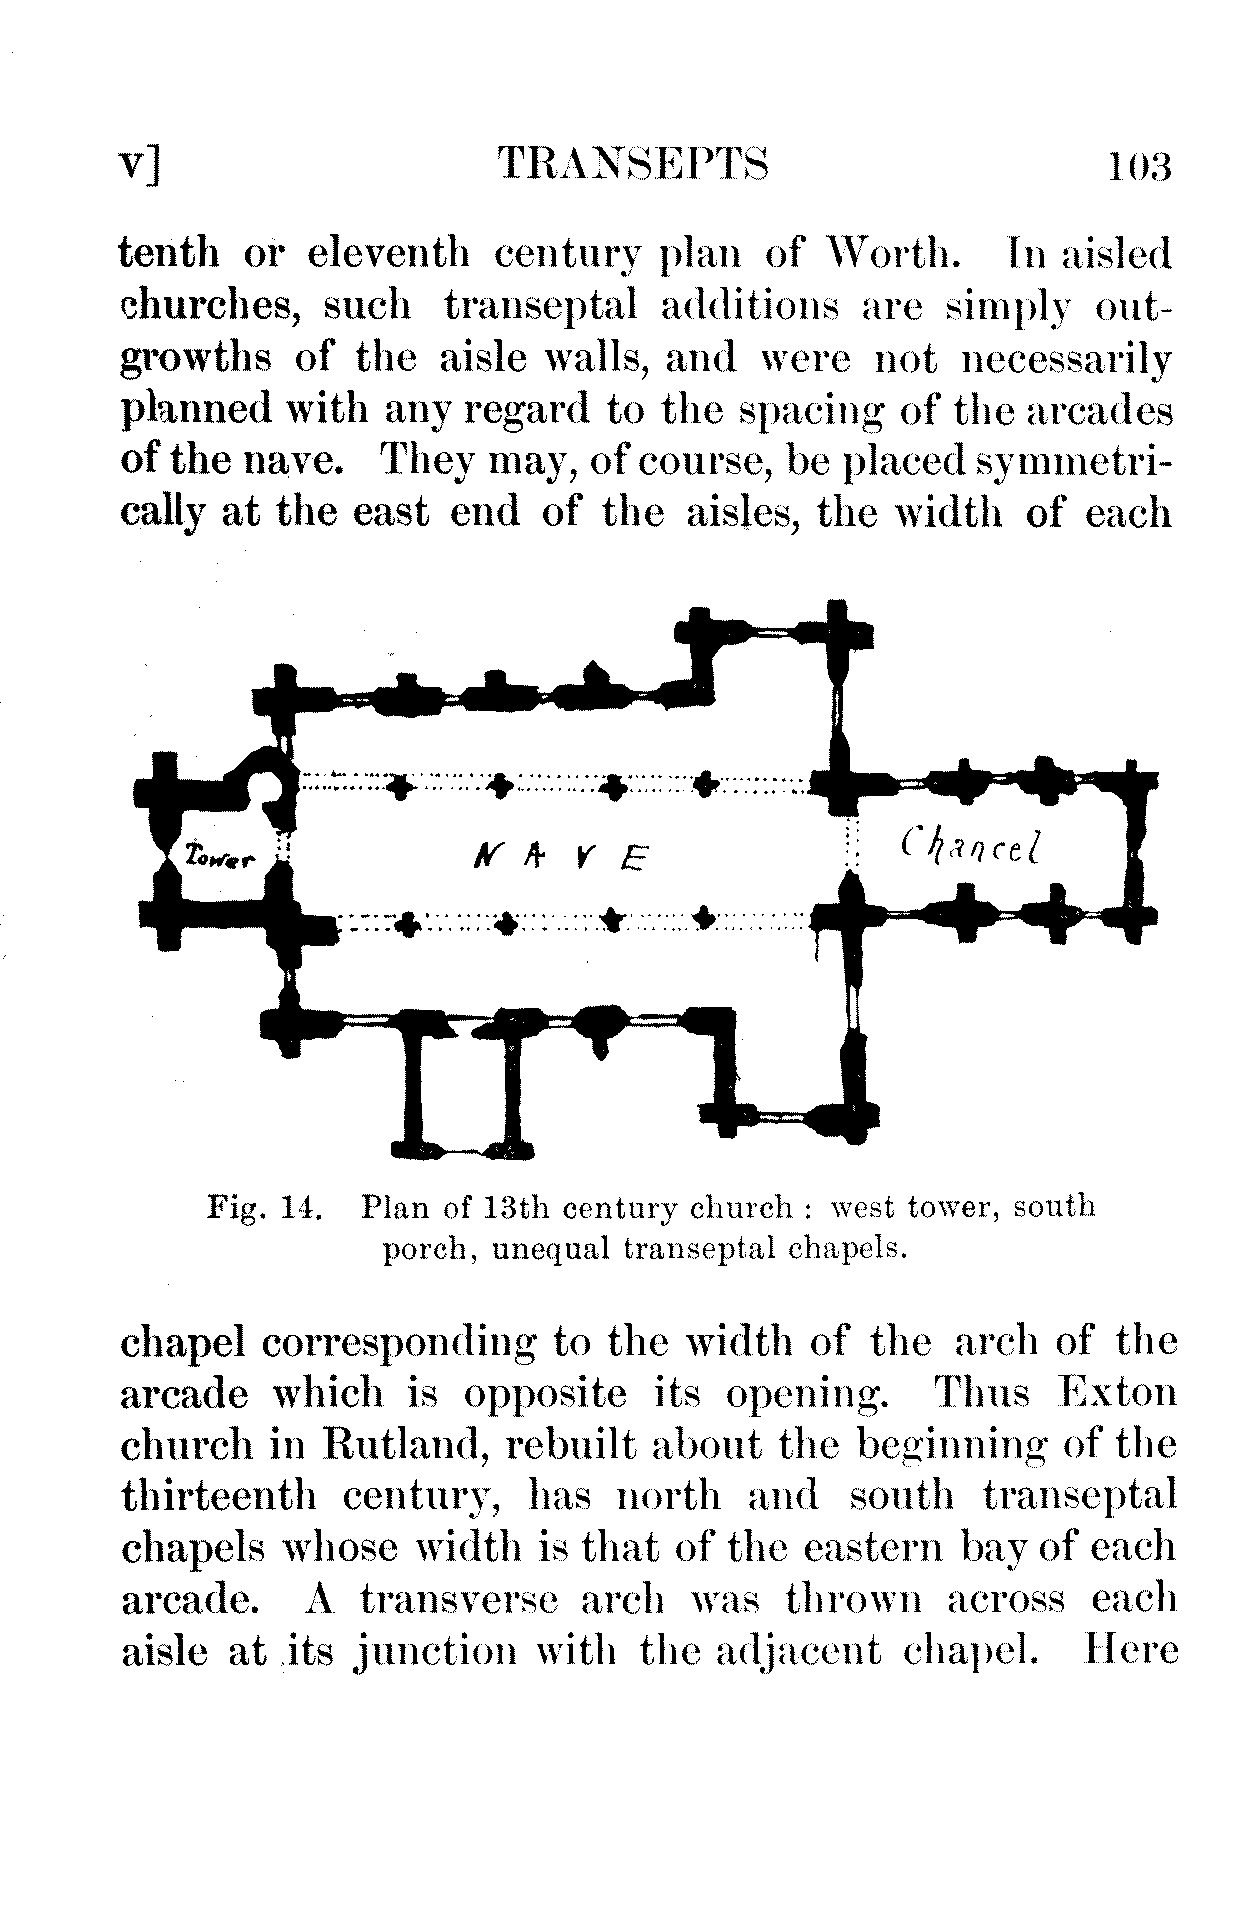 v] TRANSEPTS 103
tenth or eleventh century plan of Worth. In aisled
churches, such transeptal additions are simply out-
growths of the aisle walls, and were not necessarily
planned with any regard to the spacing of the arcades
of the nave. They may, of course, be placed symmetri-
cally at the east end of the aisles, the width of each
Tower NAVE Chancel
Fig. 14. Plan of 13th century church : west tower, south
porch, unequal transeptal chapels.
chapel corresponding to the width of the arch of the
arcade which is opposite its opening. Thus Exton
church in Rutland, rebuilt about the beginning of the
thirteenth century, has north and south transeptal
chapels whose width is that of the eastern bay of each
arcade. A transverse arch was thrown across each
aisle at its junction with the adjacent chapel. Here